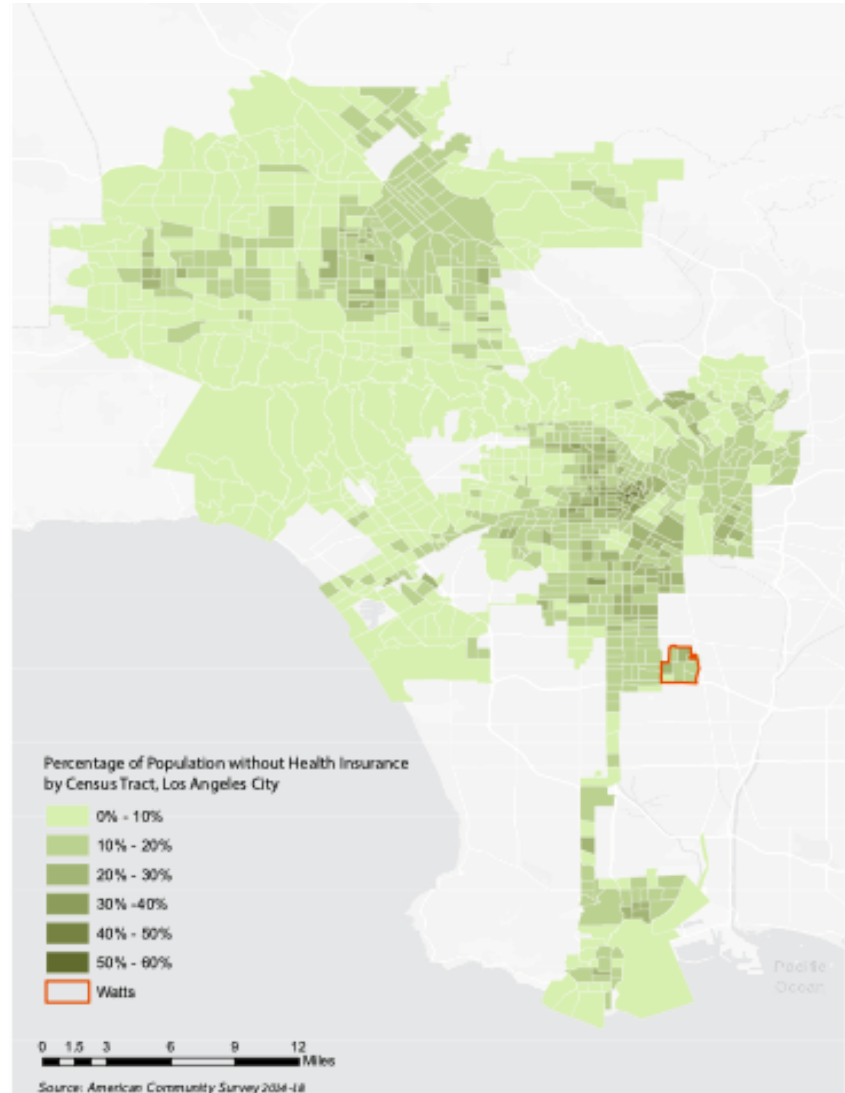 Pacific
Ocean
Percentage of Population without Health Insurance
by Census Tract, Los Angeles City
0% - 10%
10% - 20%
20% - 30%
30% -40%
40% - 50%
50% - 60%
Watts
0 1.5 3 6 9 12
Miles
Source: American Community Survey 2014-18